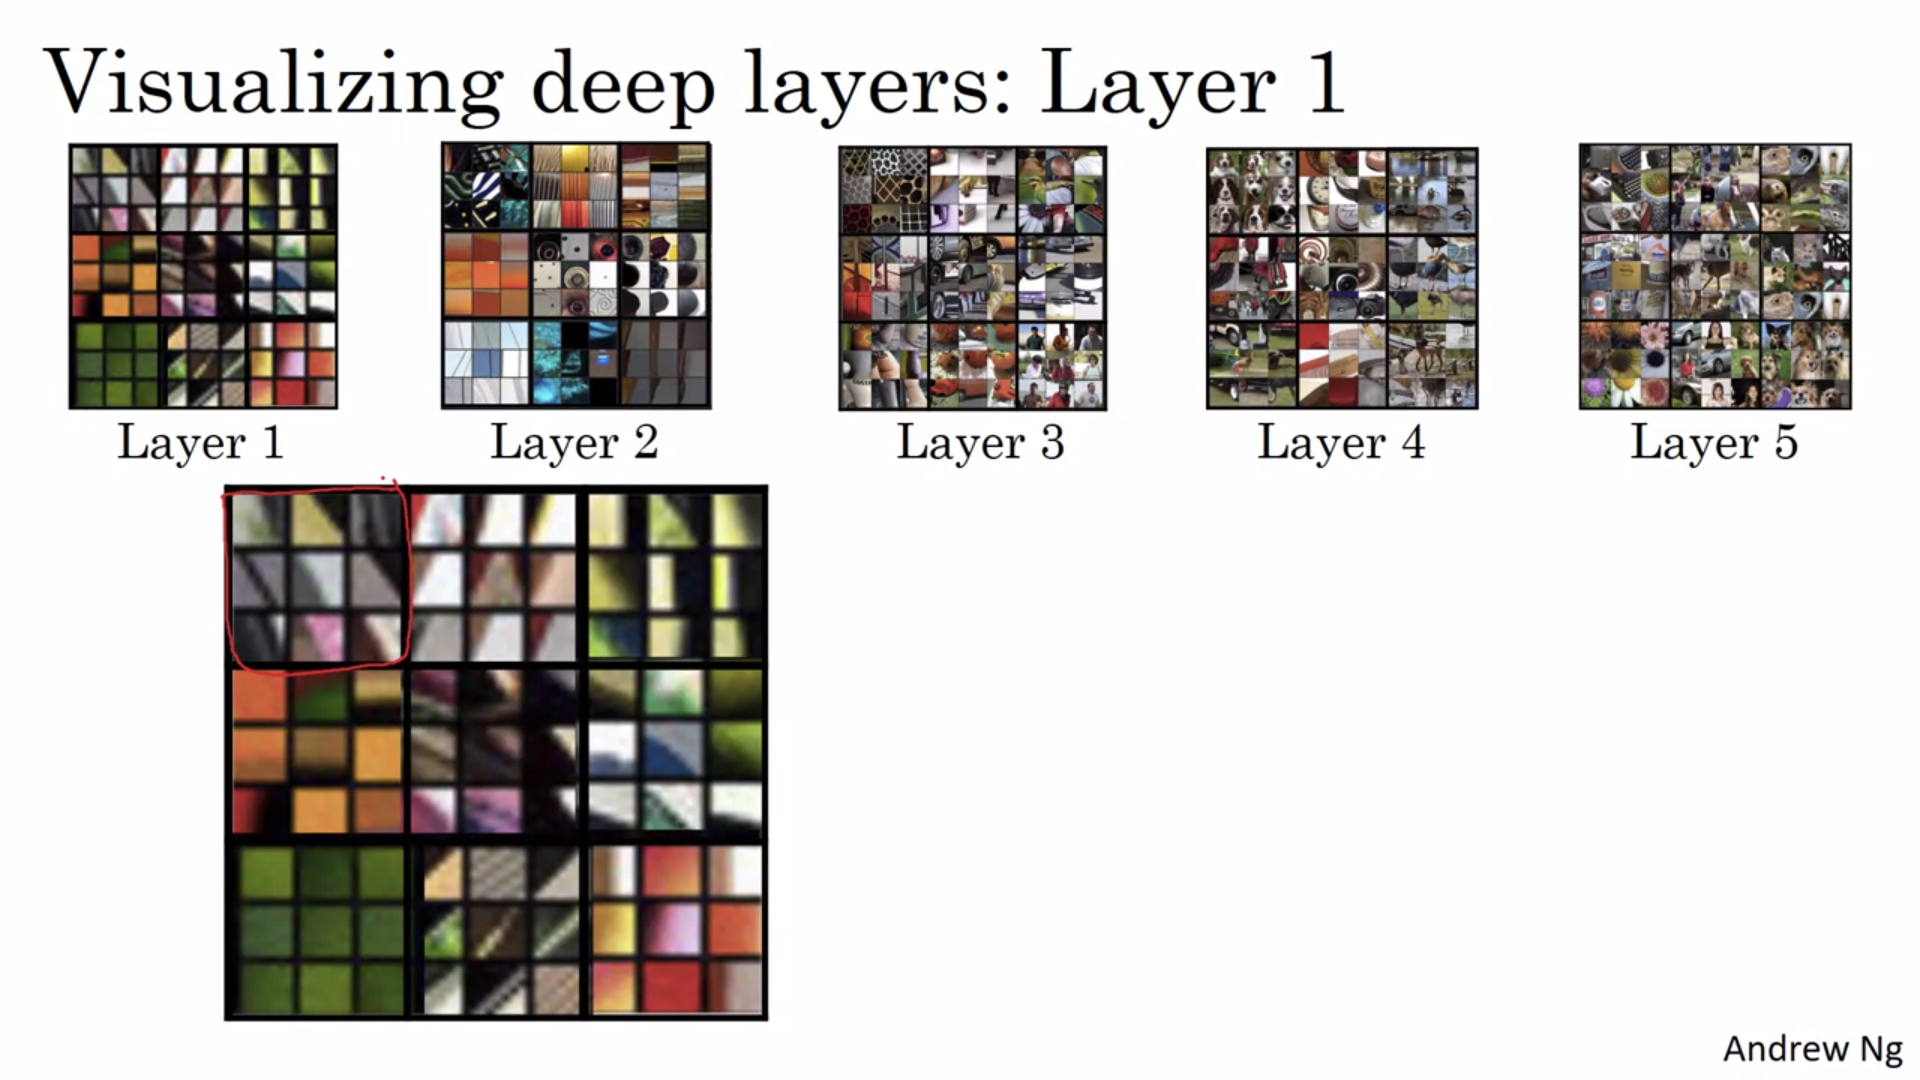 Visualizing deep layers: Layer 1
Layer 1
Layer 2
Layer 3
Layer 4
Layer 5
Andrew Ng